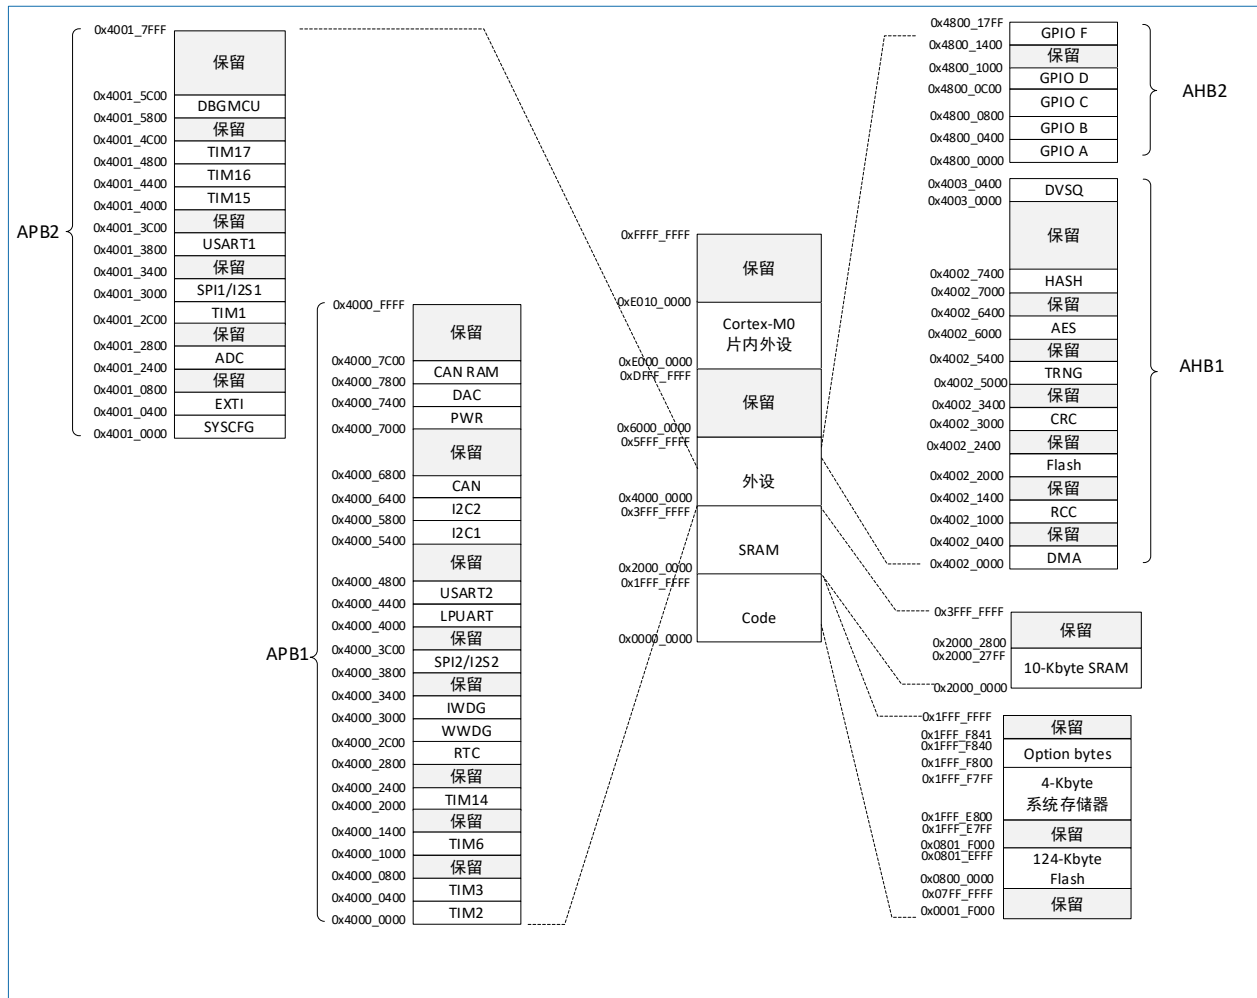 APB2
0x4001_7FFF
保留
0x4001_5C00
DBGMCU
0x4001_5800
保留
0x4001_4C00
TIM17
0x4001_4800
TIM16
0x4001_4400
TIM15
0x4001_4000
保留
0x4001_3C00
USART1
0x4001_3800
保留
0x4001_3400
SPI1/I2S1
0x4001_3000
TIM1
0x4001_2C00
保留
0x4001_2800
ADC
0x4001_2400
保留
0x4001_0800
EXTI
0x4001_0400
SYSCFG
0x4001_0000
APB1
0x4000_FFFF
保留
0x4000_7C00
CAN RAM
0x4000_7800
DAC
0x4000_7400
PWR
0x4000_7000
保留
0x4000_6800
CAN
0x4000_6400
I2C2
0x4000_5800
I2C1
0x4000_5400
保留
0x4000_4800
USART2
0x4000_4400
LPUART
0x4000_4000
保留
0x4000_3C00
SPI2/I2S2
0x4000_3800
保留
0x4000_3400
IWDG
0x4000_3000
WWDG
0x4000_2C00
RTC
0x4000_2800
保留
0x4000_2400
TIM14
0x4000_2000
保留
0x4000_1400
TIM6
0x4000_1000
保留
0x4000_0800
TIM3
0x4000_0400
TIM2
0x4000_0000
0xFFFF_FFFF
保留
0xE010_0000
Cortex-M0
片内外设
0xE000_0000
0xDFFF_FFFF
保留
0x6000_0000
0x5FFF_FFFF
外设
0x4000_0000
0x3FFF_FFFF
SRAM
0x2000_0000
0x1FFF_FFFF
Code
0x0000_0000
0x4800_17FF
GPIO F
0x4800_1400
保留
0x4800_1000
GPIO D
0x4800_0C00
GPIO C
0x4800_0800
GPIO B
0x4800_0400
GPIO A
0x4800_0000
AHB2
0x4003_0400
DVSQ
0x4003_0000
保留
0x4002_7400
HASH
0x4002_7000
保留
0x4002_6400
AES
0x4002_6000
保留
0x4002_5400
TRNG
0x4002_5000
保留
0x4002_3400
CRC
0x4002_3000
保留
0x4002_2400
Flash
0x4002_2000
保留
0x4002_1400
RCC
0x4002_1000
保留
0x4002_0400
DMA
0x4002_0000
AHB1
0x3FFF_FFFF
保留
0x2000_2800
0x2000_27FF
10-Kbyte SRAM
0x2000_0000
0x1FFF_FFFF
保留
0x1FFF_F841
0x1FFF_F840
Option bytes
0x1FFF_F800
0x1FFF_F7FF
4-Kbyte
系统存储器
0x1FFF_E800
0x1FFF_E7FF
保留
0x0801_F000
0x0801_EFFF
124-Kbyte
Flash
0x0800_0000
0x07FF_FFFF
保留
0x0001_F000